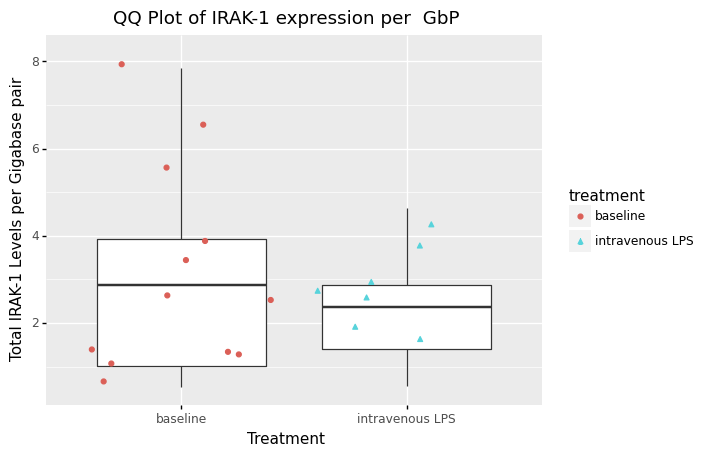 QQ Plot of IRAK-1 expression per  GbP
Total IRAK-1 Levels per Gigabase pair
8
6
4
2
baseline
intravenous LPS
Treatment
treatment
baseline
intravenous LPS